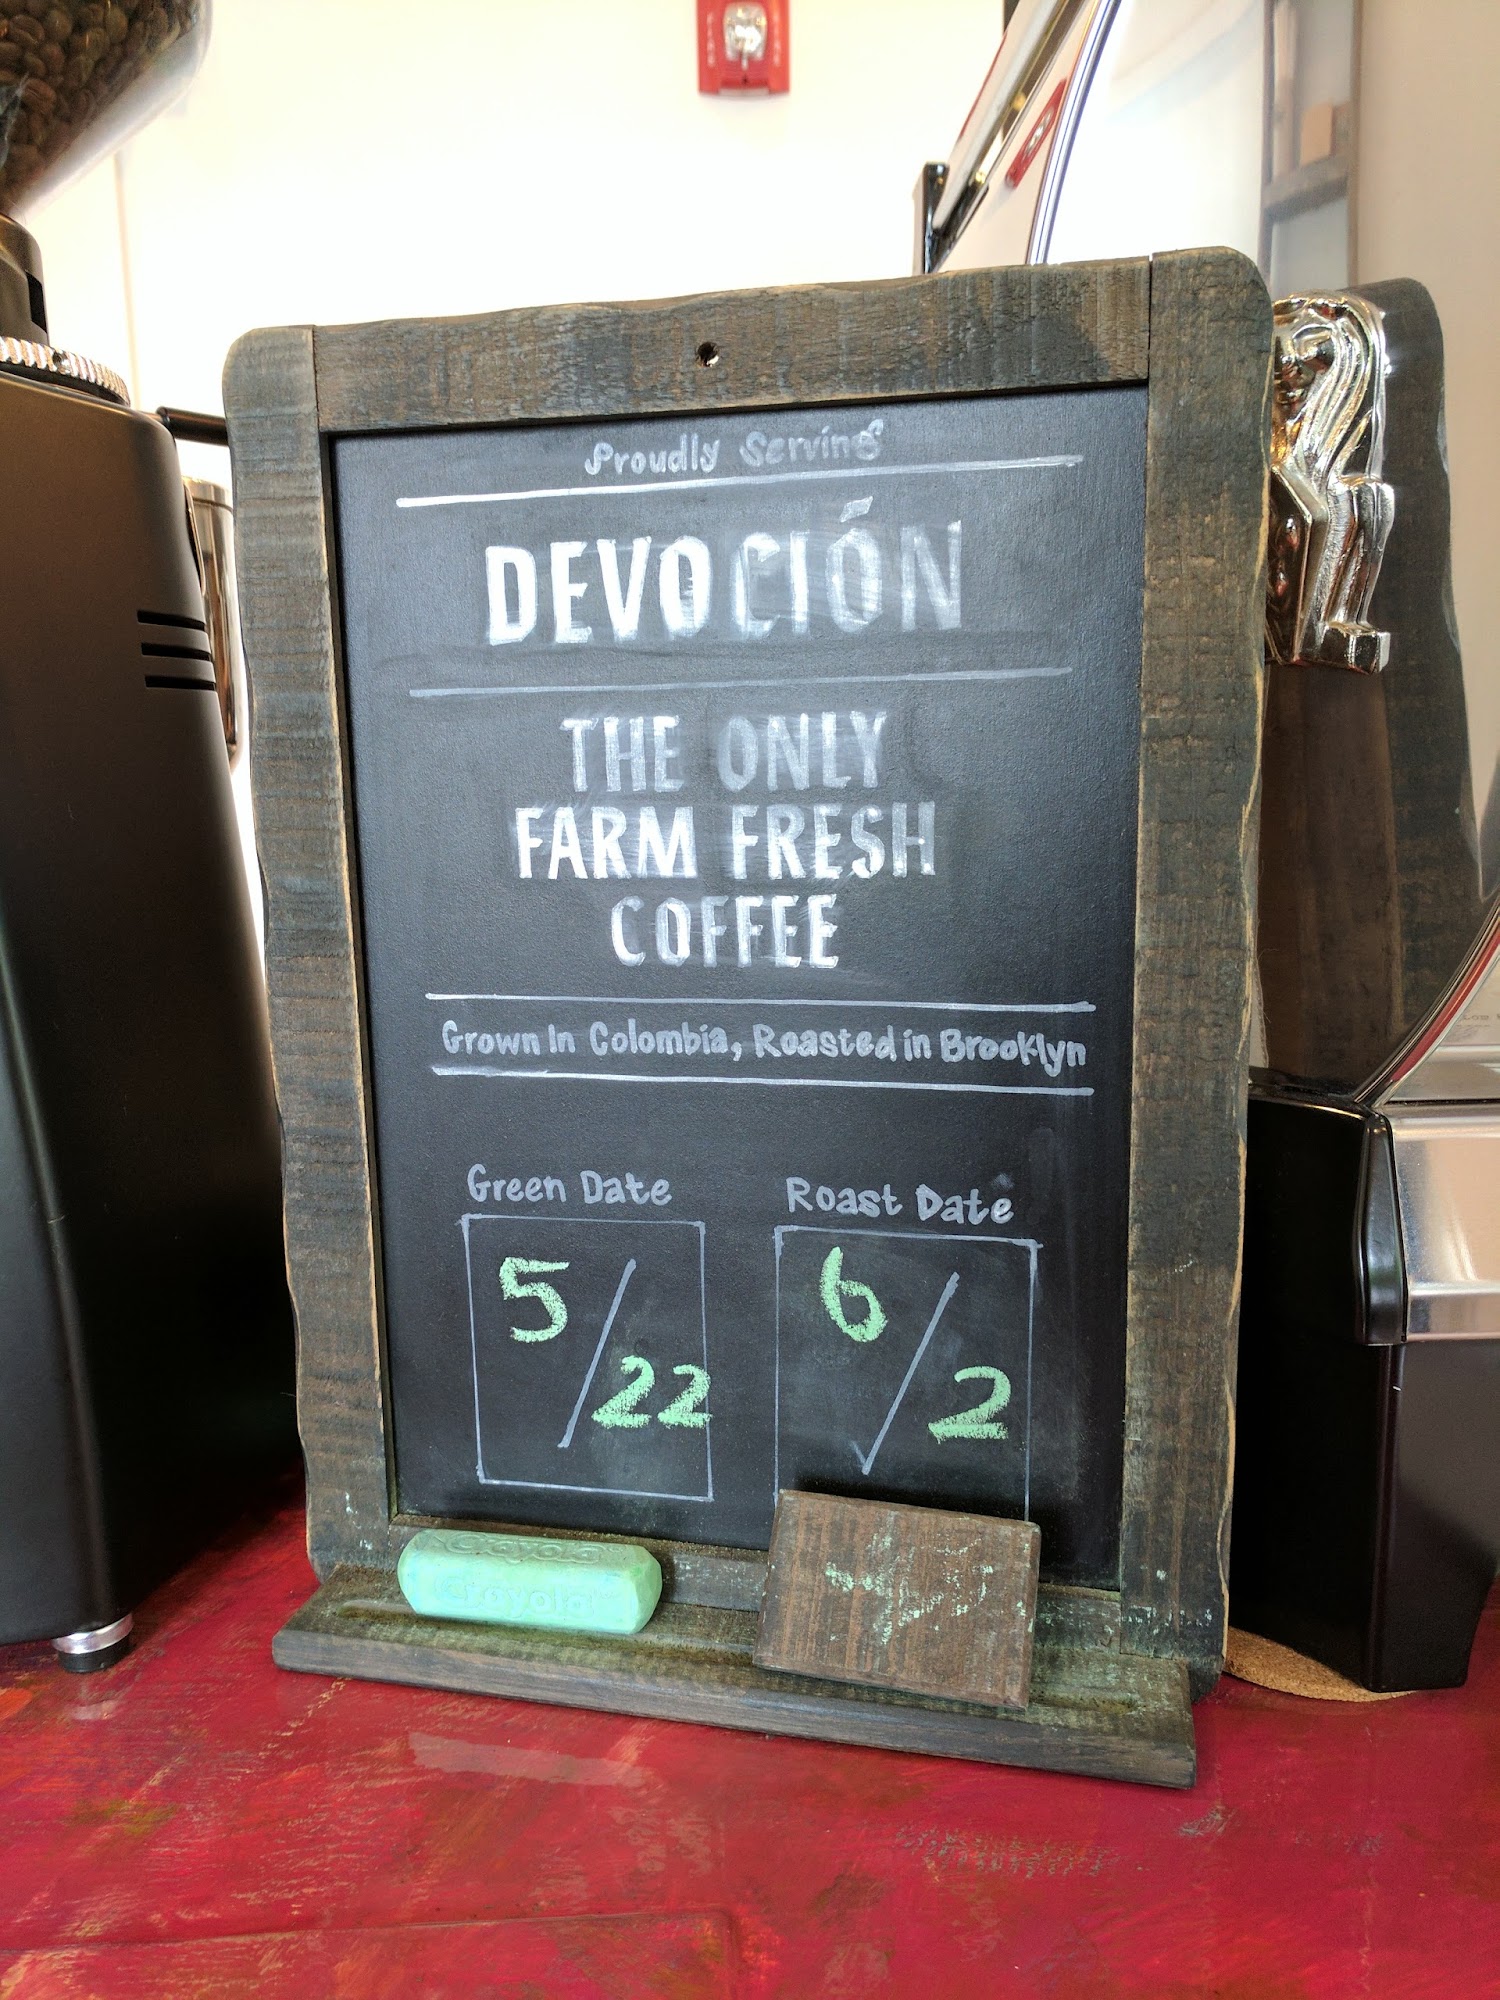 Proudly Serving
DEVOCIÓN
THE ONLY
FARM FRESH
COFFEE
Grown In Colombia, Roasted in Brooklyn
Green Date
Roast Date
5/22
6/2
Crayola
Crayola